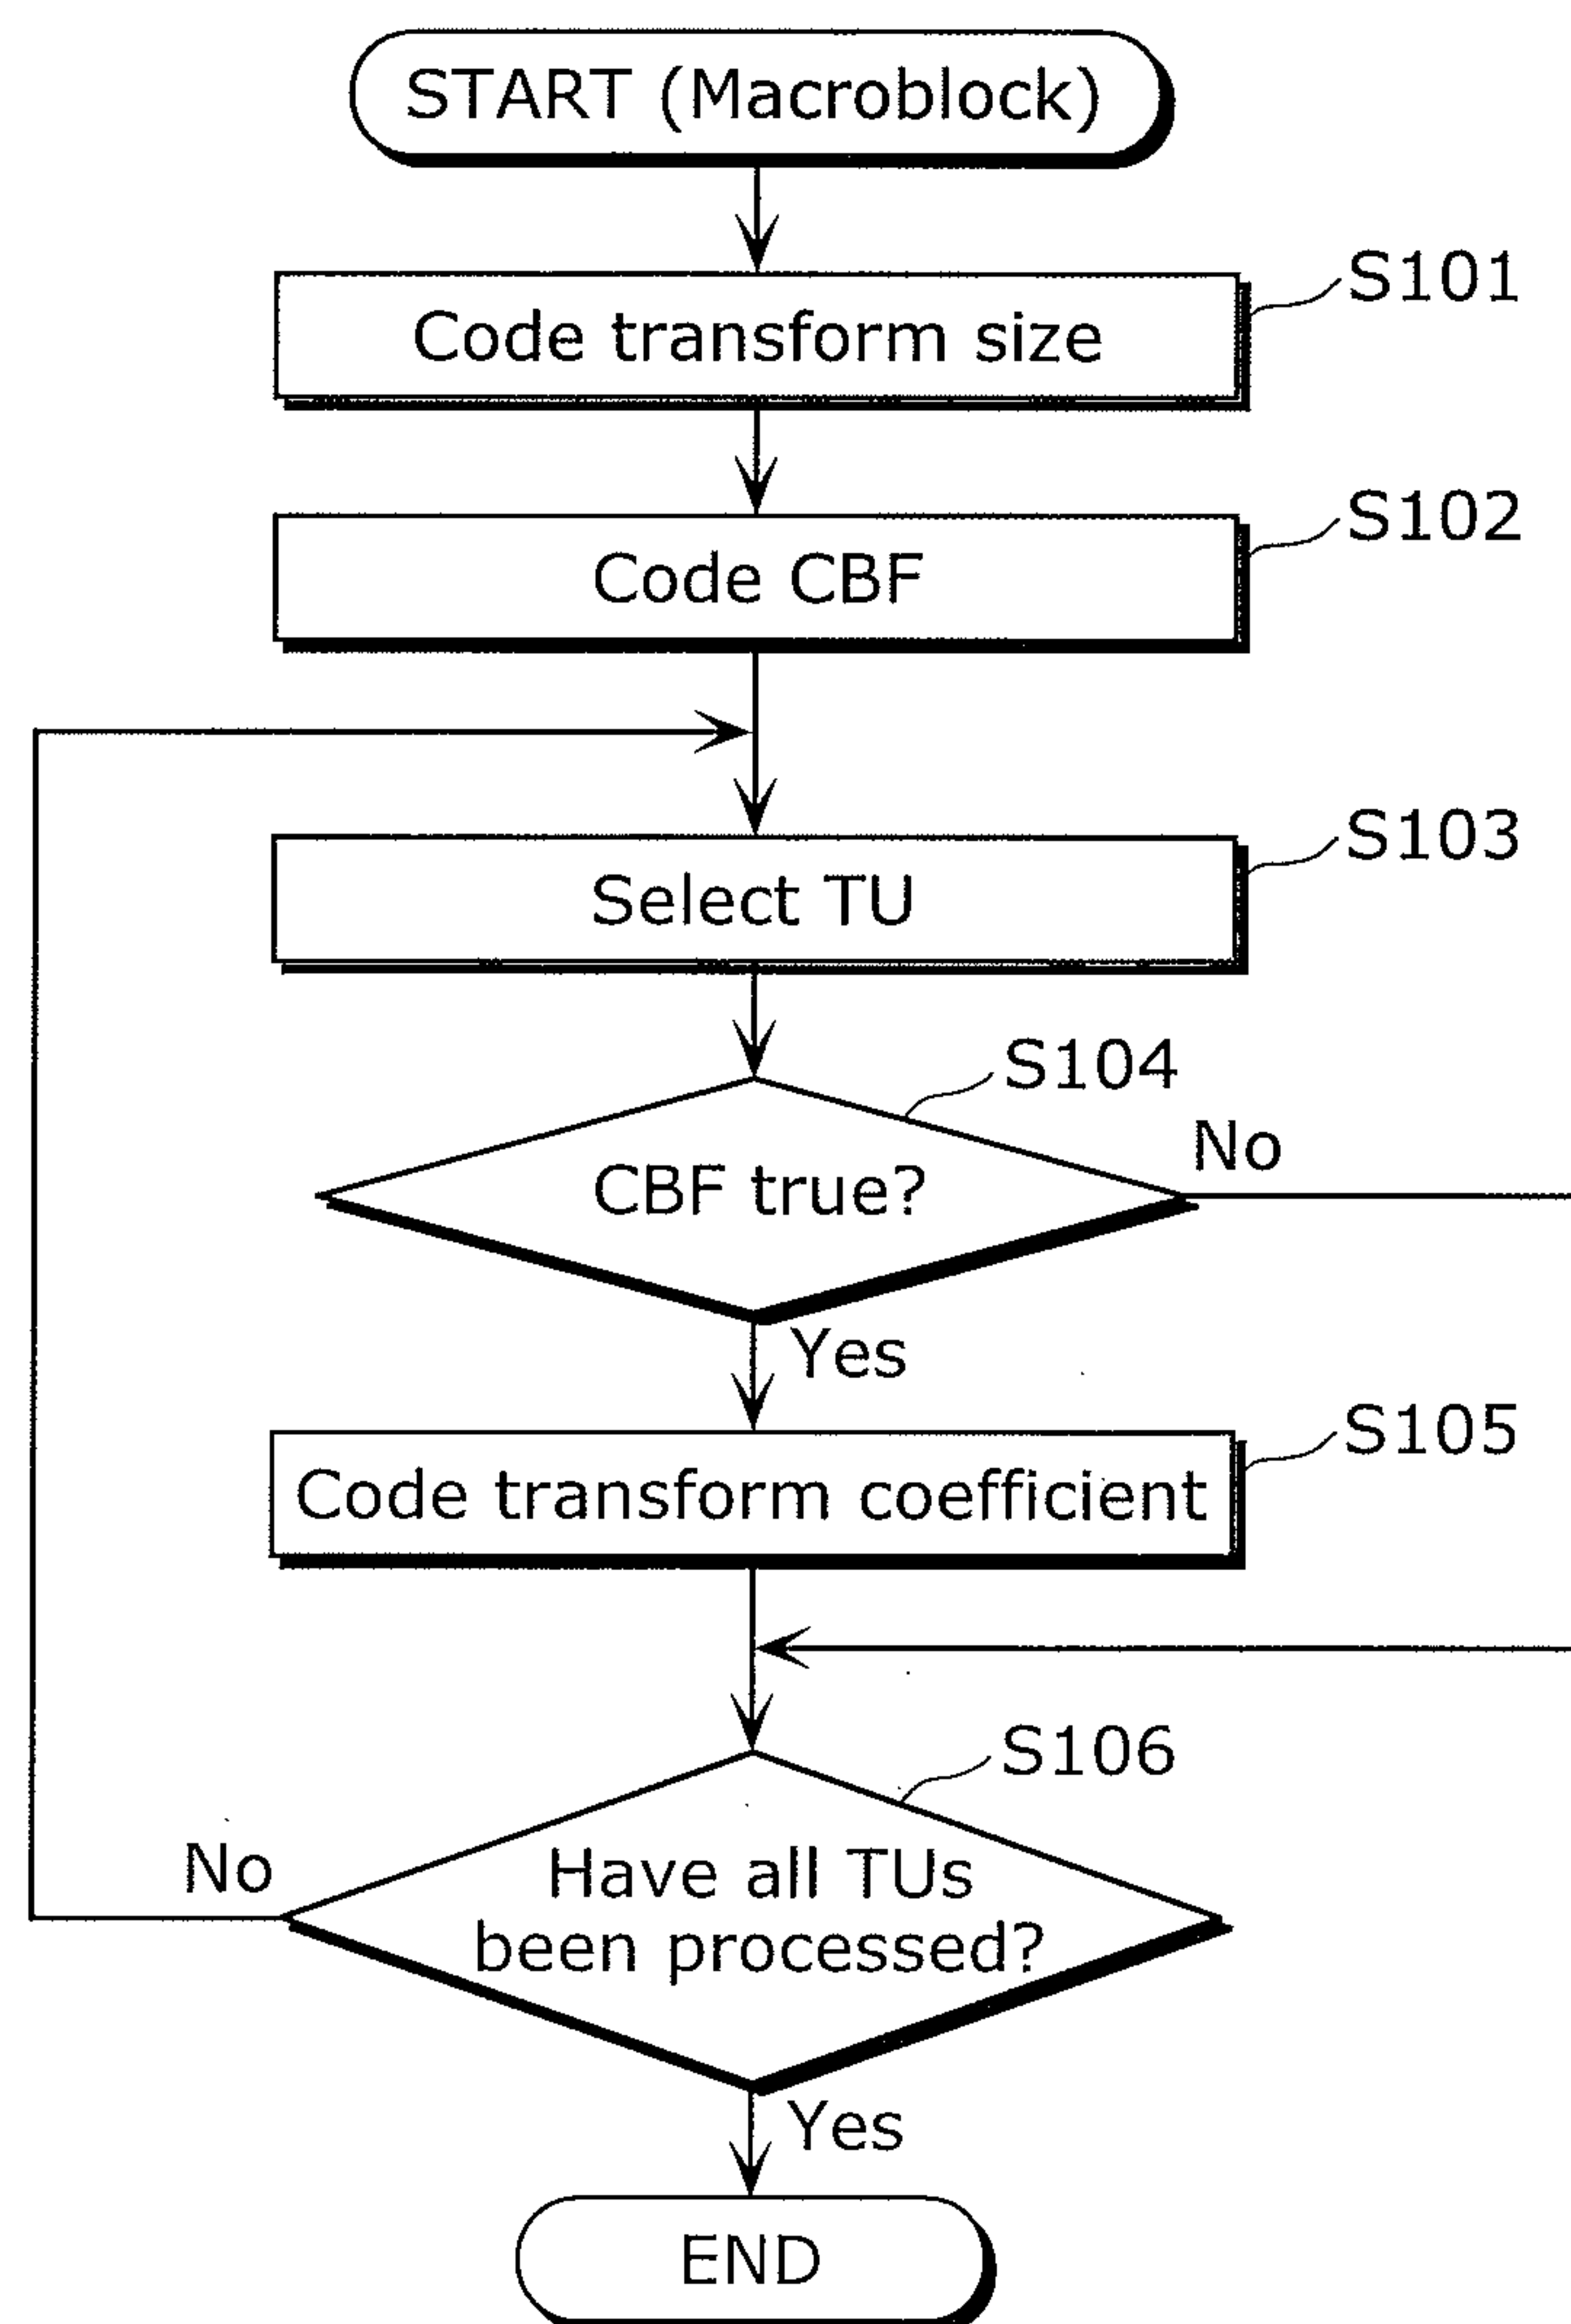 START (Macroblock)
S101
Code transform size
S102
Code CBF
S103
Select TU
S104
No
CBF true?
Yes
S105
Code transform coefficient
S106
No
Have all TUs
been processed?
Yes
END